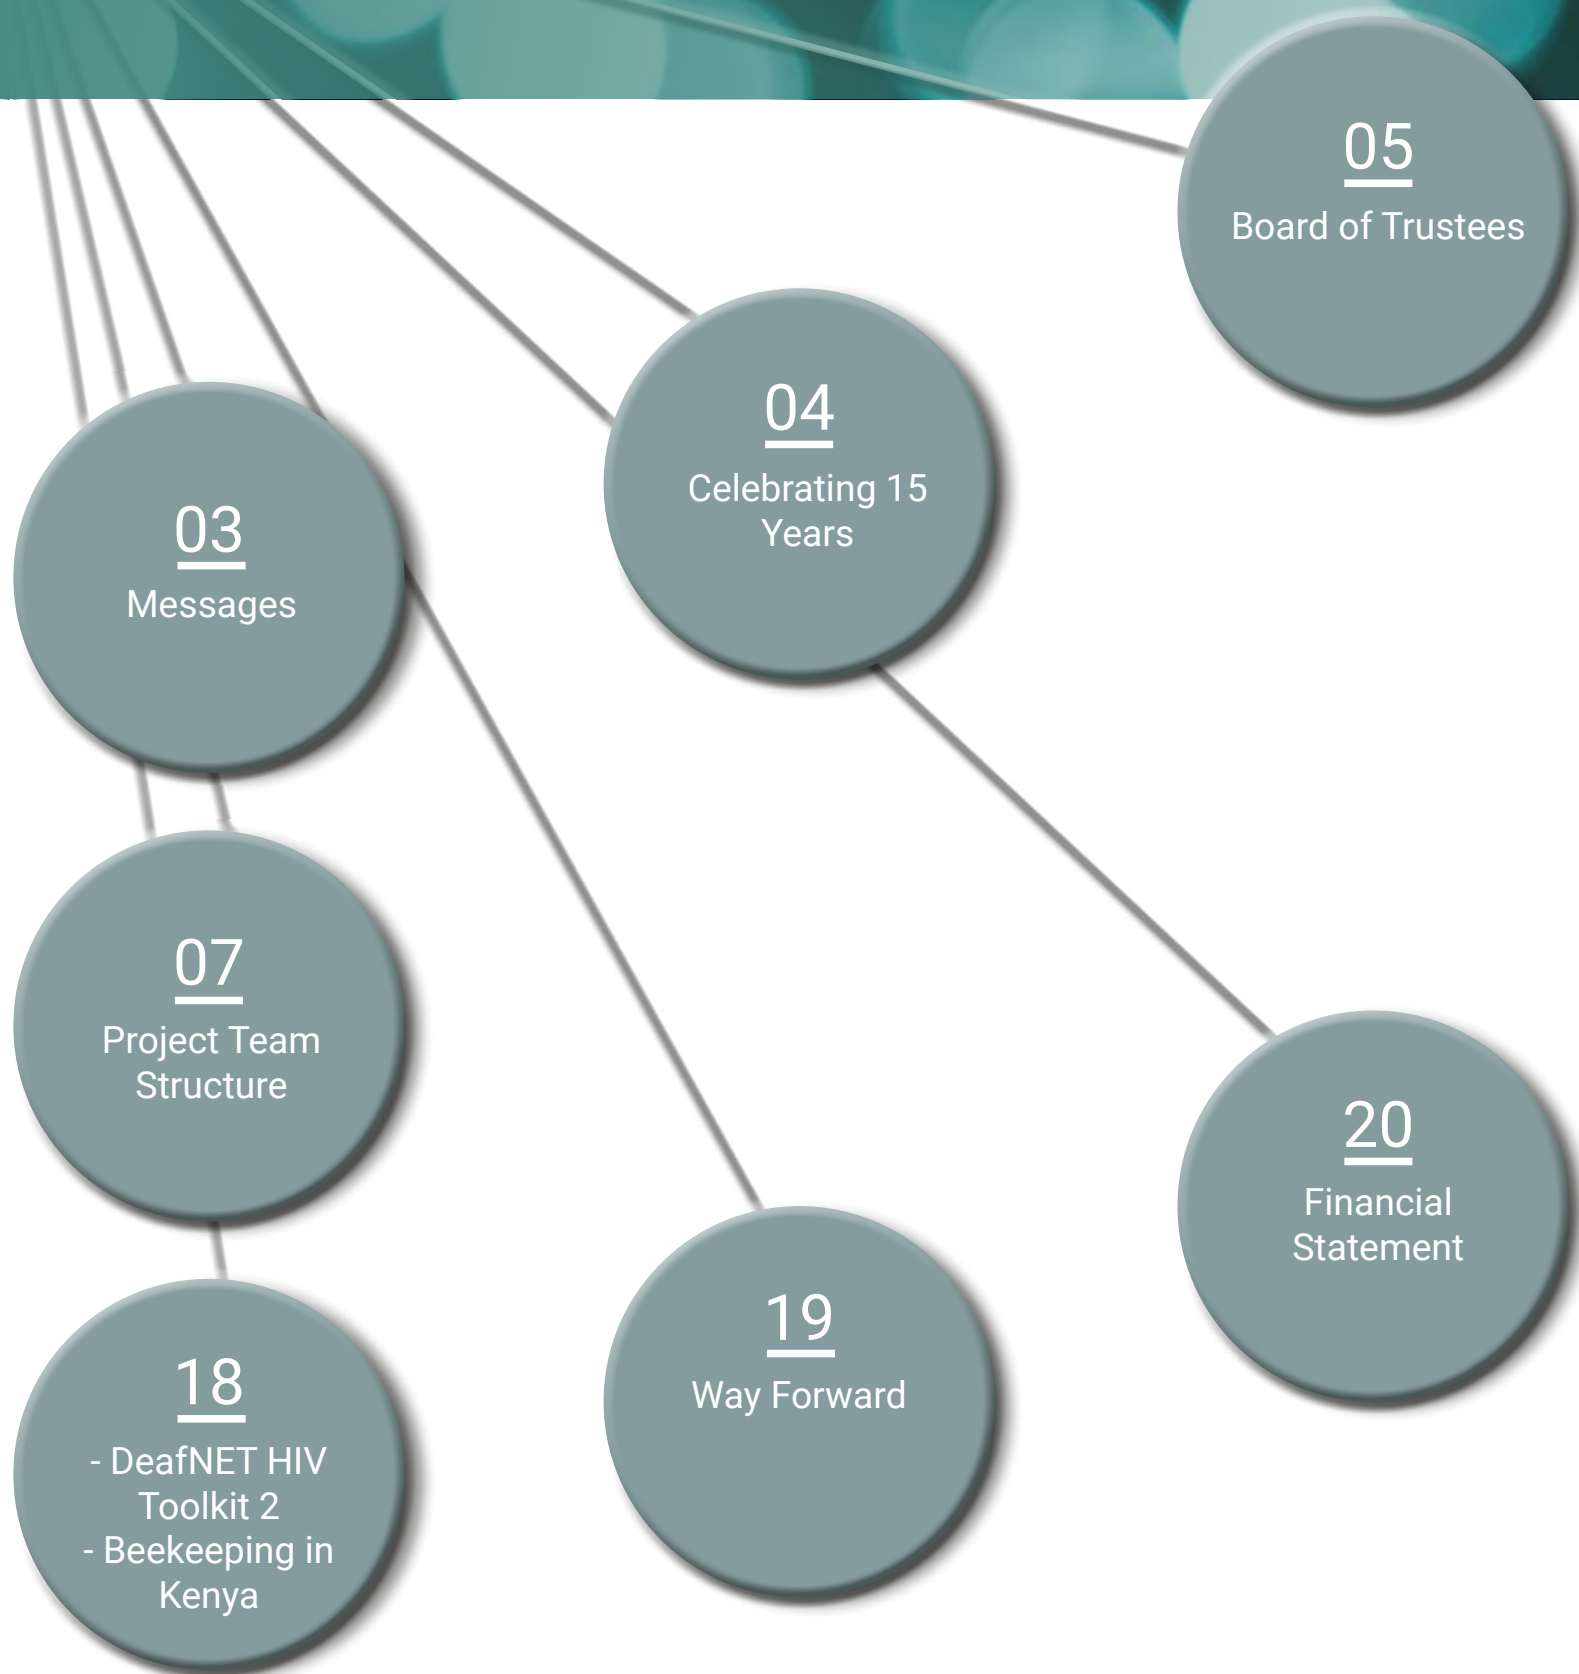 03
Messages
04
Celebrating 15
Years
05
Board of Trustees
07
Project Team
Structure
18
- DeafNET HIV
Toolkit 2
- Beekeeping in
Kenya
19
Way Forward
20
Financial
Statement